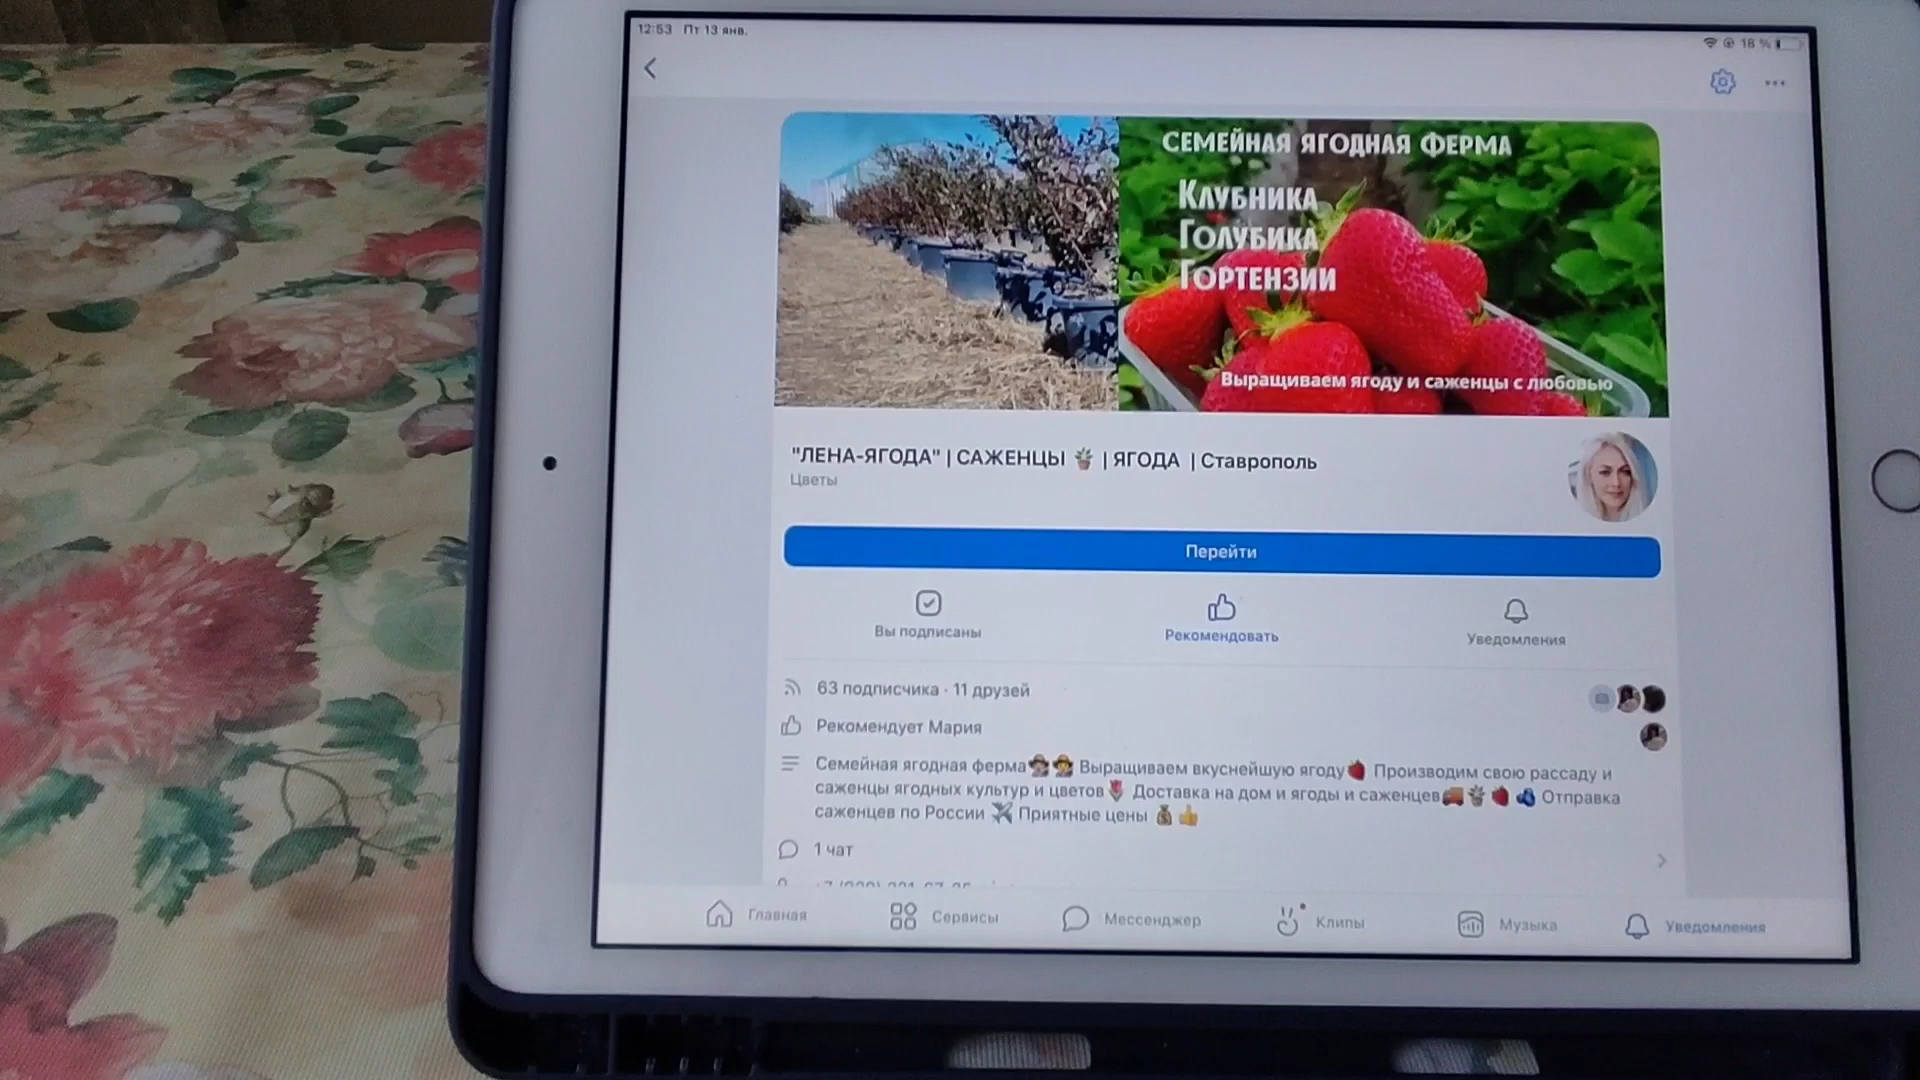 12:53 Пт 13 янв.
18 %
СЕМЕЙНАЯ ЯГОДНАЯ ФЕРМА
КЛУБНИКА
ГОЛУБИКА
ГОРТЕНЗИИ
Выращиваем ягоду и саженцы с любовью
"ЛЕНА-ЯГОДА" | САЖЕНЦЫ 🪴 | ЯГОДА | Ставрополь
Цветы
Перейти
Вы подписаны
Рекомендовать
Уведомления
63 подписчика · 11 друзей
Рекомендует Мария
Семейная ягодная ферма👩‍🌾👩‍🌾 Выращиваем вкуснейшую ягоду🍓 Производим свою рассаду и
саженцы ягодных культур и цветов🌷 Доставка на дом и ягоды и саженцев🚚🪴🍓🫐 Отправка
саженцев по России ✈️ Приятные цены 💰👍
1 чат
Главная
Сервисы
Мессенджер
Клипы
Музыка
Уведомления